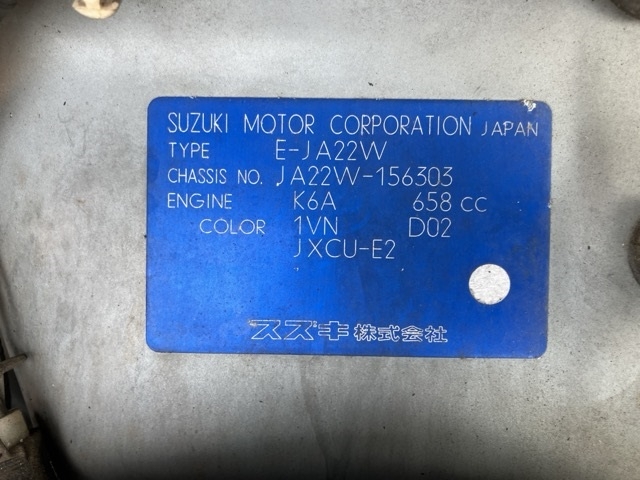 SUZUKI MOTOR CORPORATION JAPAN
TYPE E-JA22W
CHASSIS NO. JA22W-156303
ENGINE K6A 658 CC
COLOR 1VN D02
JXCU-E2
スズキ株式会社